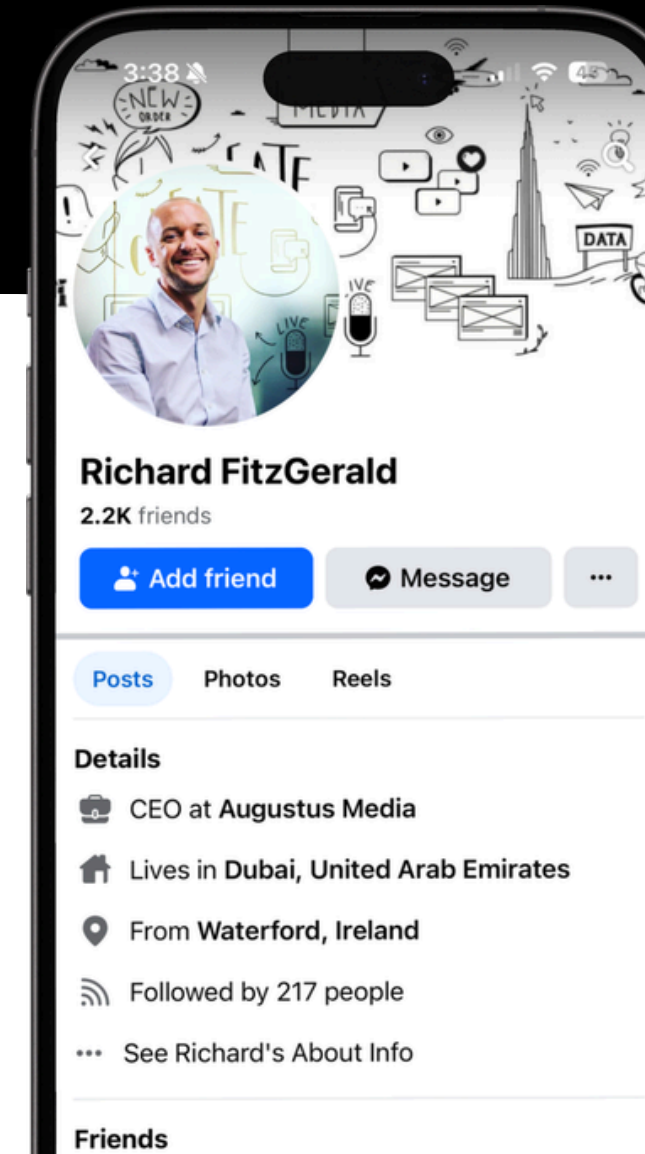 3:38
45
NEW
ORDER
MEDIA
DATA
LIVE
LIVE
Richard FitzGerald
2.2K friends
Add friend
Message
Posts
Photos
Reels
Details
CEO at Augustus Media
Lives in Dubai, United Arab Emirates
From Waterford, Ireland
Followed by 217 people
See Richard's About Info
Friends